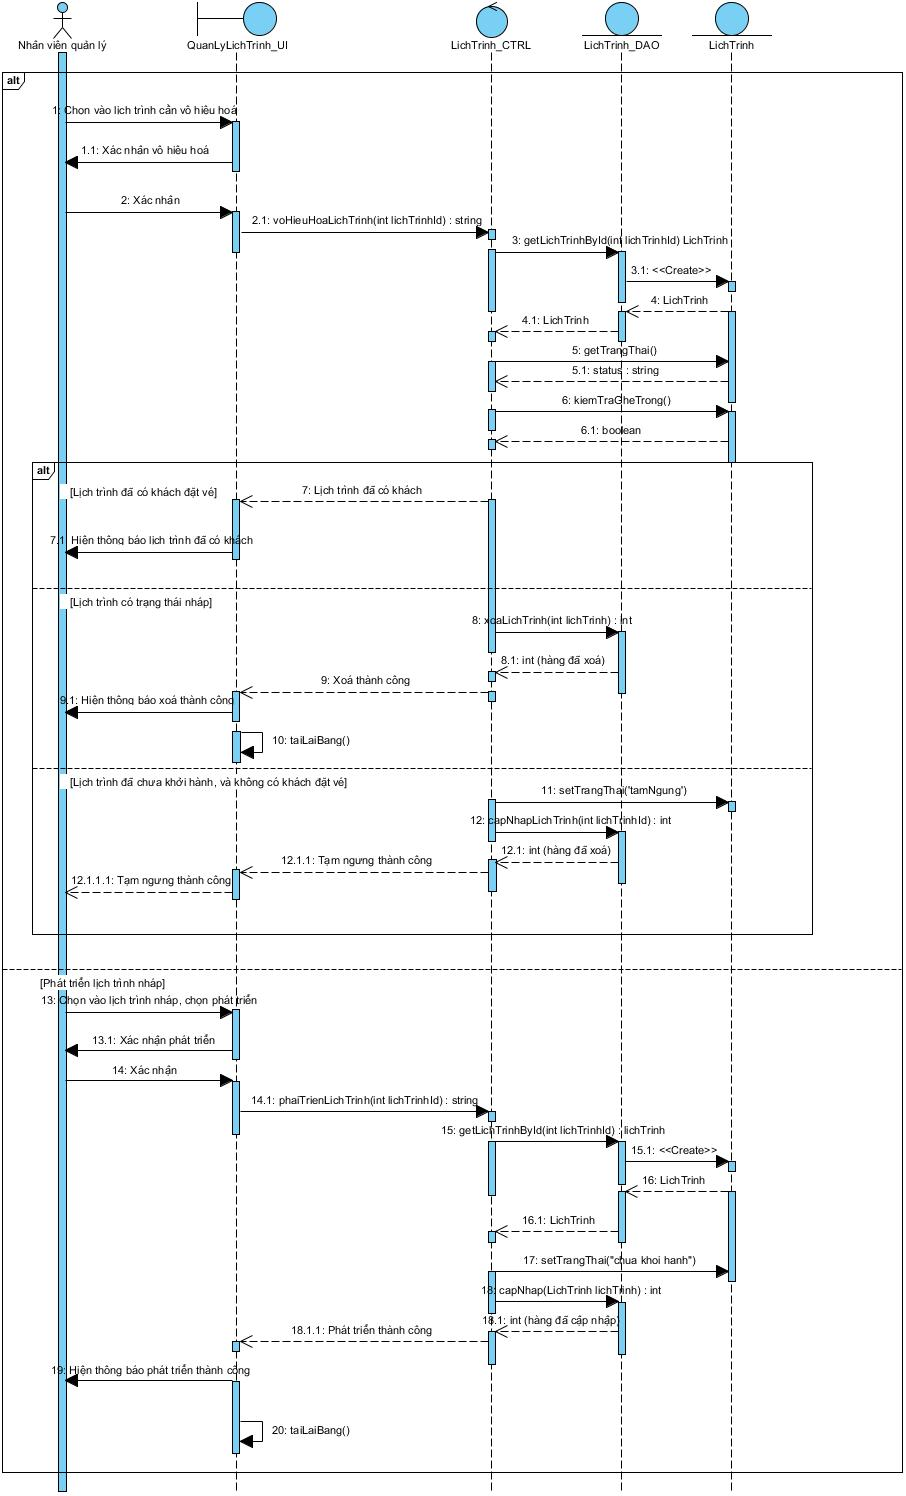 Nhân viên quản lý
QuanLyLichTrinh_UI
LichTrinh_CTRL
LichTrinh_DAO
LichTrinh
alt
1: Chọn vào lịch trình cần vô hiệu hoá
1.1: Xác nhận vô hiệu hoá
2: Xác nhận
2.1: voHieuHoaLichTrinh(int lichTrinhId) : string
3: getLichTrinhById(int lichTrinhId) LichTrinh
3.1: <<Create>>
4: LichTrinh
4.1: LichTrinh
5: getTrangThai()
5.1: status : string
6: kiemTraGheTrong()
6.1: boolean
alt
[Lịch trình đã có khách đặt vé]
7: Lịch trình đã có khách
7.1: Hiện thông báo lịch trình đã có khách
[Lịch trình có trạng thái nháp]
8: xoaLichTrinh(int lichTrinh) : int
8.1: int (hàng đã xoá)
9: Xoá thành công
9.1: Hiện thông báo xoá thành công
10: taiLaiBang()
[Lịch trình đã chưa khởi hành, và không có khách đặt vé]
11: setTrangThai('tamNgung')
12: capNhapLichTrinh(int lichTrinhId) : int
12.1: int (hàng đã xoá)
12.1.1: Tạm ngưng thành công
12.1.1.1: Tạm ngưng thành công
[Phát triển lịch trình nháp]
13: Chọn vào lịch trình nháp, chọn phát triển
13.1: Xác nhận phát triển
14: Xác nhận
14.1: phaiTrienLichTrinh(int lichTrinhId) : string
15: getLichTrinhById(int lichTrinhId) : lichTrinh
15.1: <<Create>>
16: LichTrinh
16.1: LichTrinh
17: setTrangThai("chua khoi hanh")
18: capNhap(LichTrinh lichTrinh) : int
18.1: int (hàng đã cập nhập)
18.1.1: Phát triển thành công
19: Hiện thông báo phát triển thành công
20: taiLaiBang()